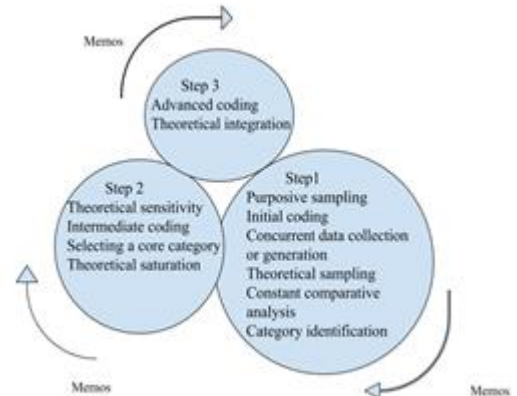 Memos
Step 3
Advanced coding
Theoretical integration
Step 2
Theoretical sensitivity
Intermediate coding
Selecting a core category
Theoretical saturation
Step1
Purposive sampling
Initial coding
Concurrent data collection
or generation
Theoretical sampling
Constant comparative
analysis
Category identification
Memos
Memos